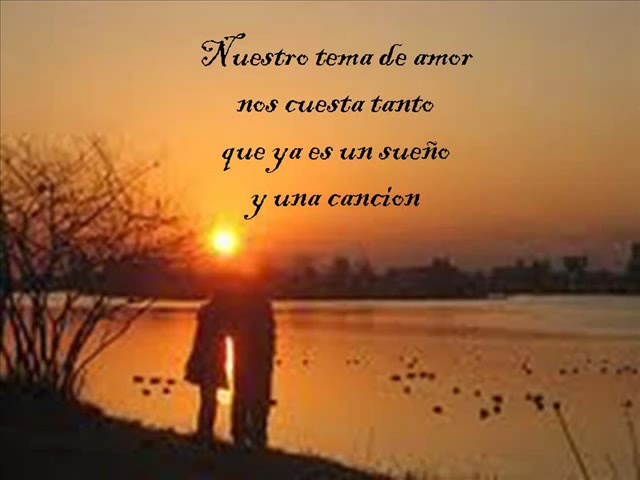 Nuestro tema de amor
nos cuesta tanto
que ya es un sueño
y una cancion